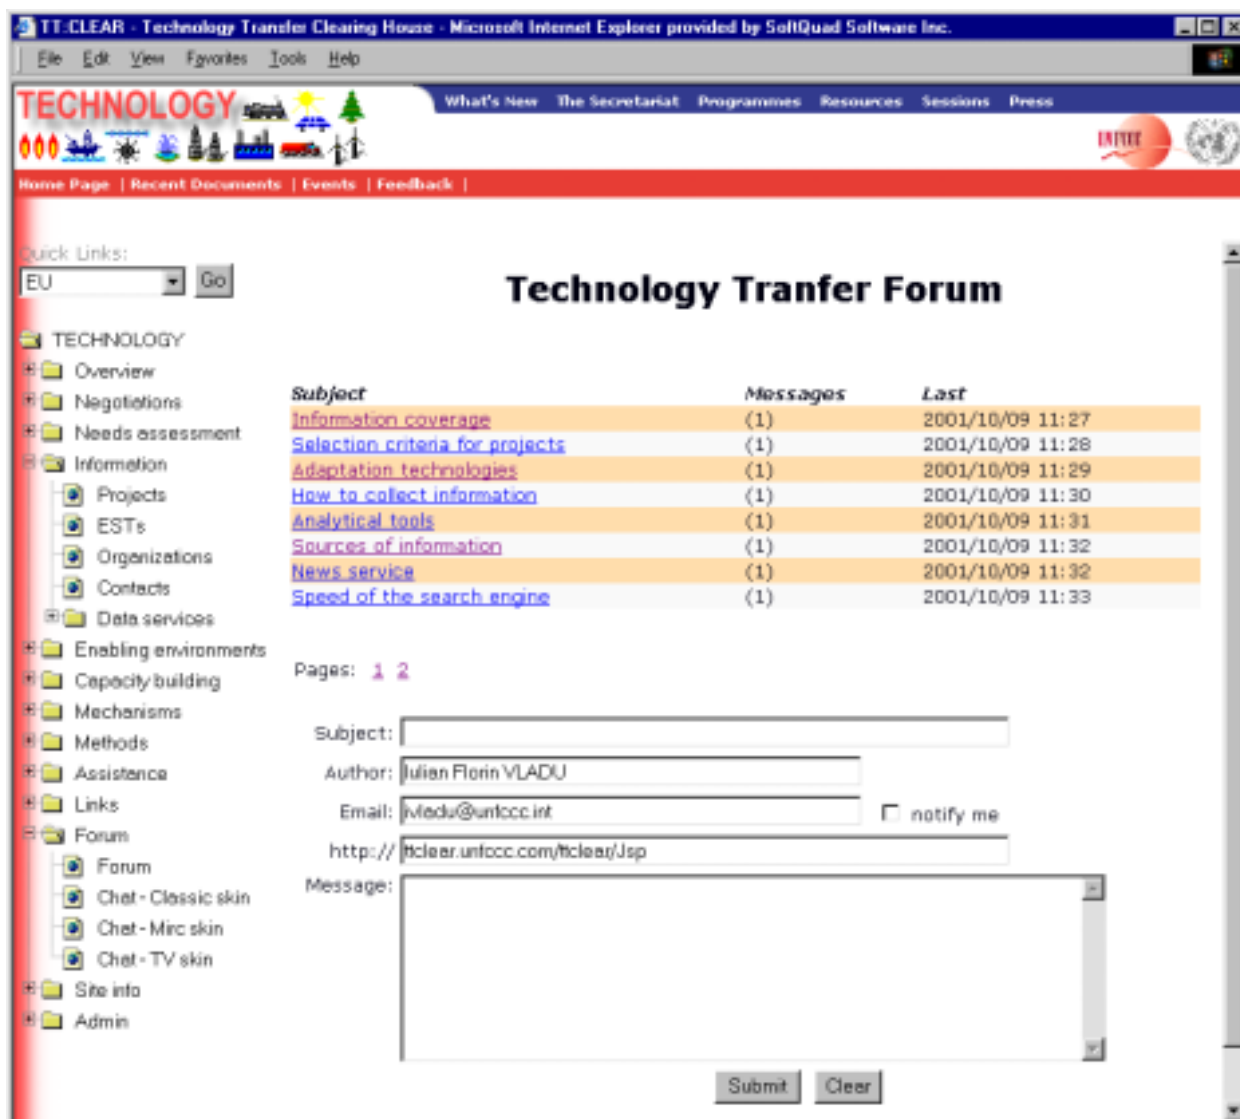 TT:CLEAR - Technology Transfer Clearing House - Microsoft Internet Explorer provided by SoftQuad Software Inc.
File Edit View Favorites Tools Help
TECHNOLOGY
What's New The Secretariat Programmes Resources Sessions Press
Home Page | Recent Documents | Events | Feedback |
Quick Links:
EU Go
Technology Tranfer Forum
TECHNOLOGY
Overview
Negotiations
Needs assessment
Information
Projects
ESTs
Organizations
Contacts
Data services
Enabling environments
Capacity building
Mechanisms
Methods
Assistance
Links
Forum
Forum
Chat - Classic skin
Chat - Mirc skin
Chat - TV skin
Site info
Admin
Subject Messages Last
Information coverage (1) 2001/10/09 11:27
Selection criteria for projects (1) 2001/10/09 11:28
Adaptation technologies (1) 2001/10/09 11:29
How to collect information (1) 2001/10/09 11:30
Analytical tools (1) 2001/10/09 11:31
Sources of information (1) 2001/10/09 11:32
News service (1) 2001/10/09 11:32
Speed of the search engine (1) 2001/10/09 11:33
Pages: 1 2
Subject:
Author: Iulian Florin VLADU
Email: ivladu@unfccc.int notify me
http:// ttclear.unfccc.com/ttclear/Jsp
Message:
Submit Clear